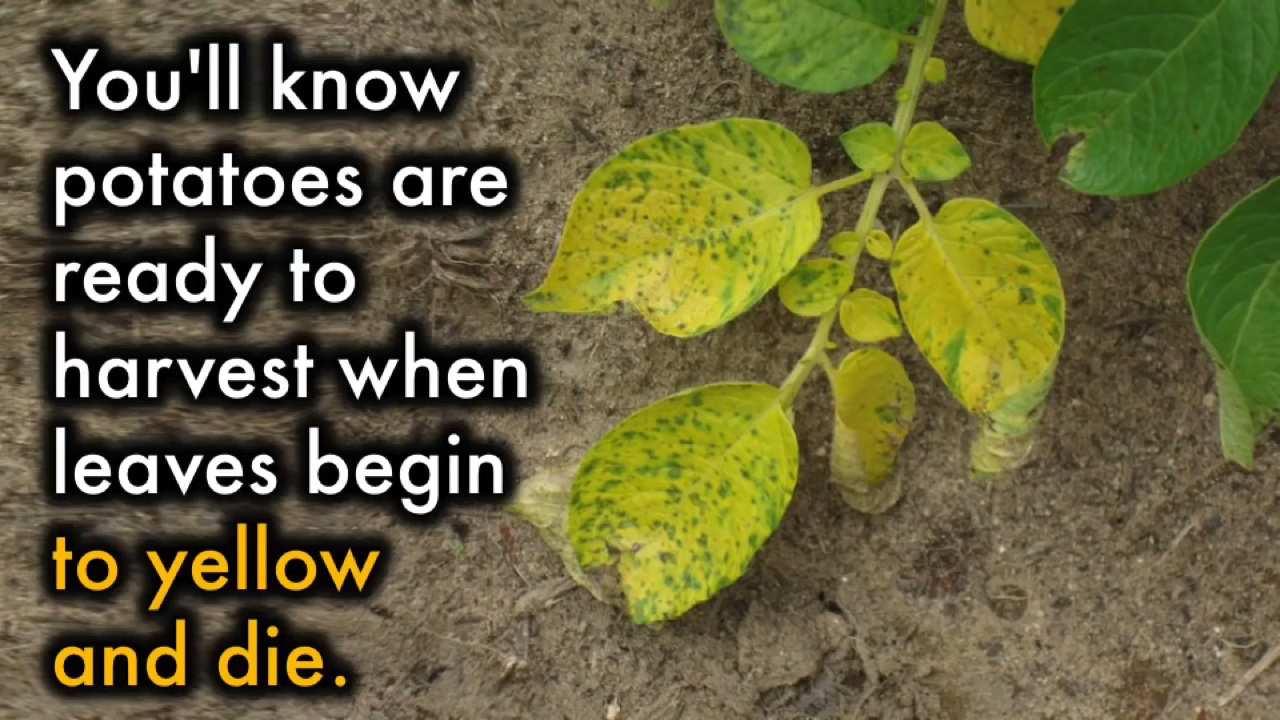 You'll know
potatoes are
ready to
harvest when
leaves begin
to yellow
and die.